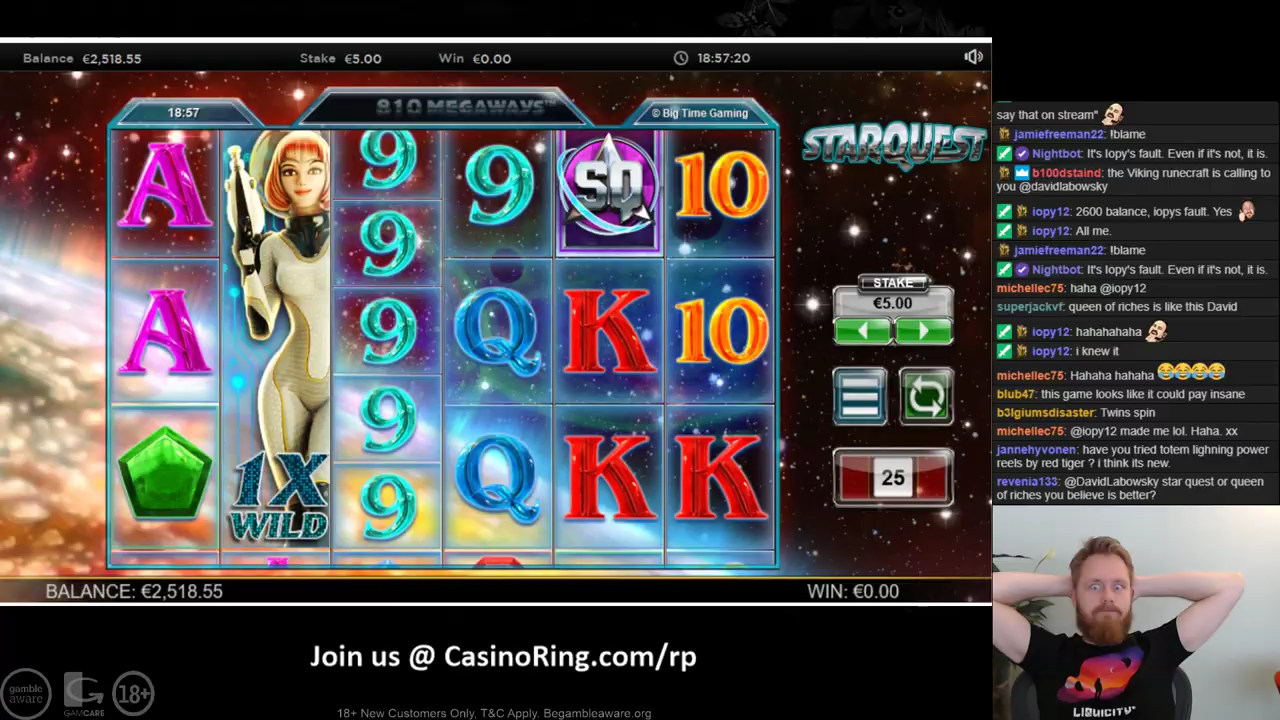 Balance €2,518.55 Stake €5.00 Win €0.00 18:57:20
18:57
810 MEGAWAYS™
© Big Time Gaming
STARQUEST
A 9 9 SQ 10
9
A 9 Q K 10
9
1X 9 Q K K
WILD
STAKE
€5.00
25
BALANCE: €2,518.55
WIN: €0.00
say that on stream"
jamiefreeman22: !blame
Nightbot: It's Iopy's fault. Even if it's not, it is.
b100dstaind: the Viking runecraft is calling to
you @davidlabowsky
iopy12: 2600 balance, iopys fault. Yes
iopy12: All me.
jamiefreeman22: !blame
Nightbot: It's Iopy's fault. Even if it's not, it is.
michellec75: haha @iopy12
superjackvf: queen of riches is like this David
iopy12: hahahahaha
iopy12: i knew it
michellec75: Hahaha hahaha
blub47: this game looks like it could pay insane
b3lgiumsdisaster: Twins spin
michellec75: @iopy12 made me lol. Haha. xx
jannehyvonen: have you tried totem lighning power
reels by red tiger ? i think its new.
revenia133: @DavidLabowsky star quest or queen
of riches you believe is better?
LIQUICITY
Join us @ CasinoRing.com/rp
gamble
aware
GAMCARE
18+
18+ New Customers Only, T&C Apply. Begambleaware.org